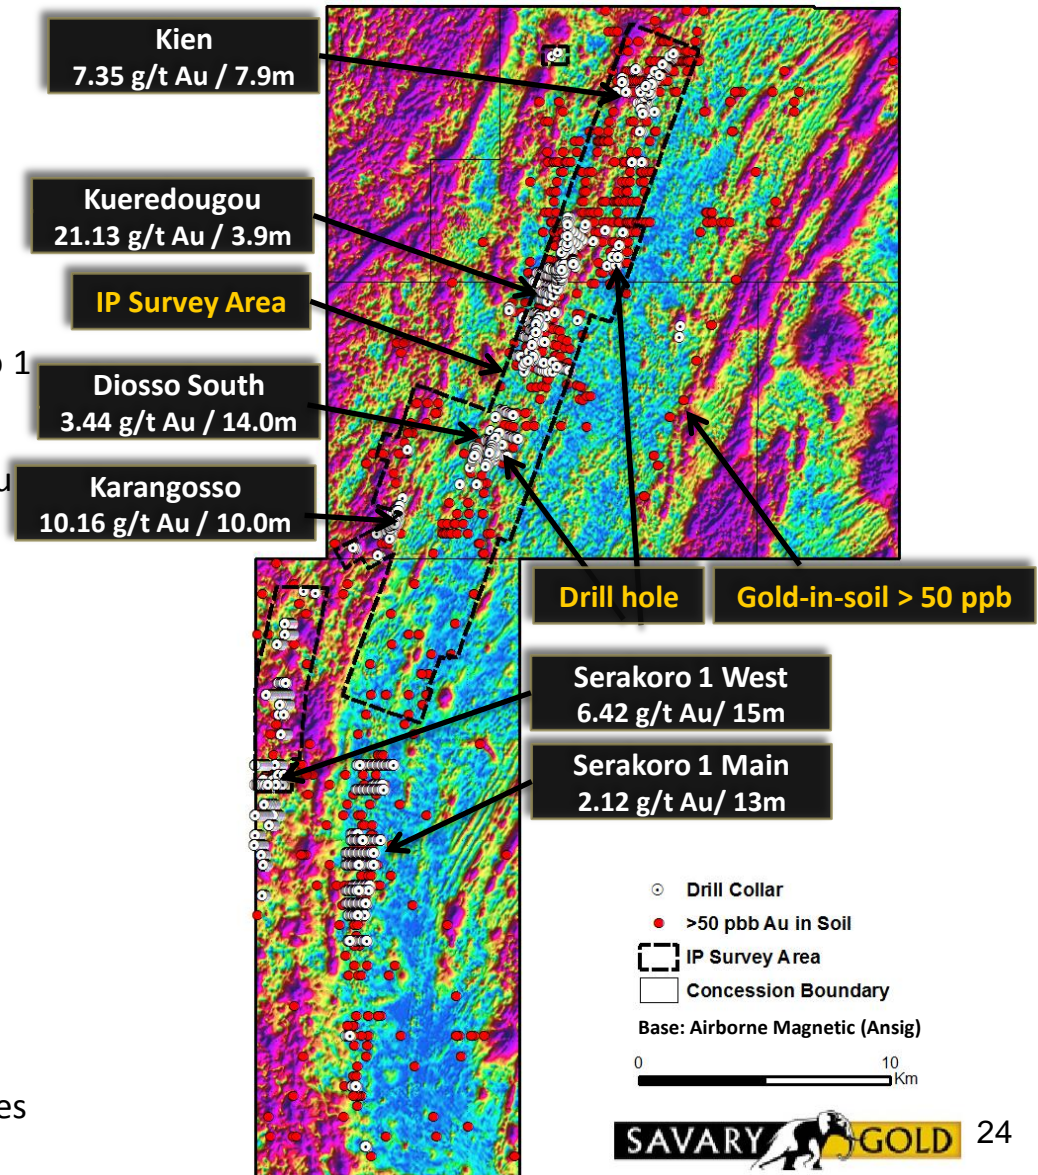 Kien
7.35 g/t Au / 7.9m
Kueredougou
21.13 g/t Au / 3.9m
IP Survey Area
1
Diosso South
3.44 g/t Au / 14.0m
u
Karangosso
10.16 g/t Au / 10.0m
Drill hole
Gold-in-soil > 50 ppb
Serakoro 1 West
6.42 g/t Au/ 15m
Serakoro 1 Main
2.12 g/t Au/ 13m
Drill Collar
>50 pbb Au in Soil
IP Survey Area
Concession Boundary
Base: Airborne Magnetic (Ansig)
0 10
Km
es
SAVARY GOLD
24